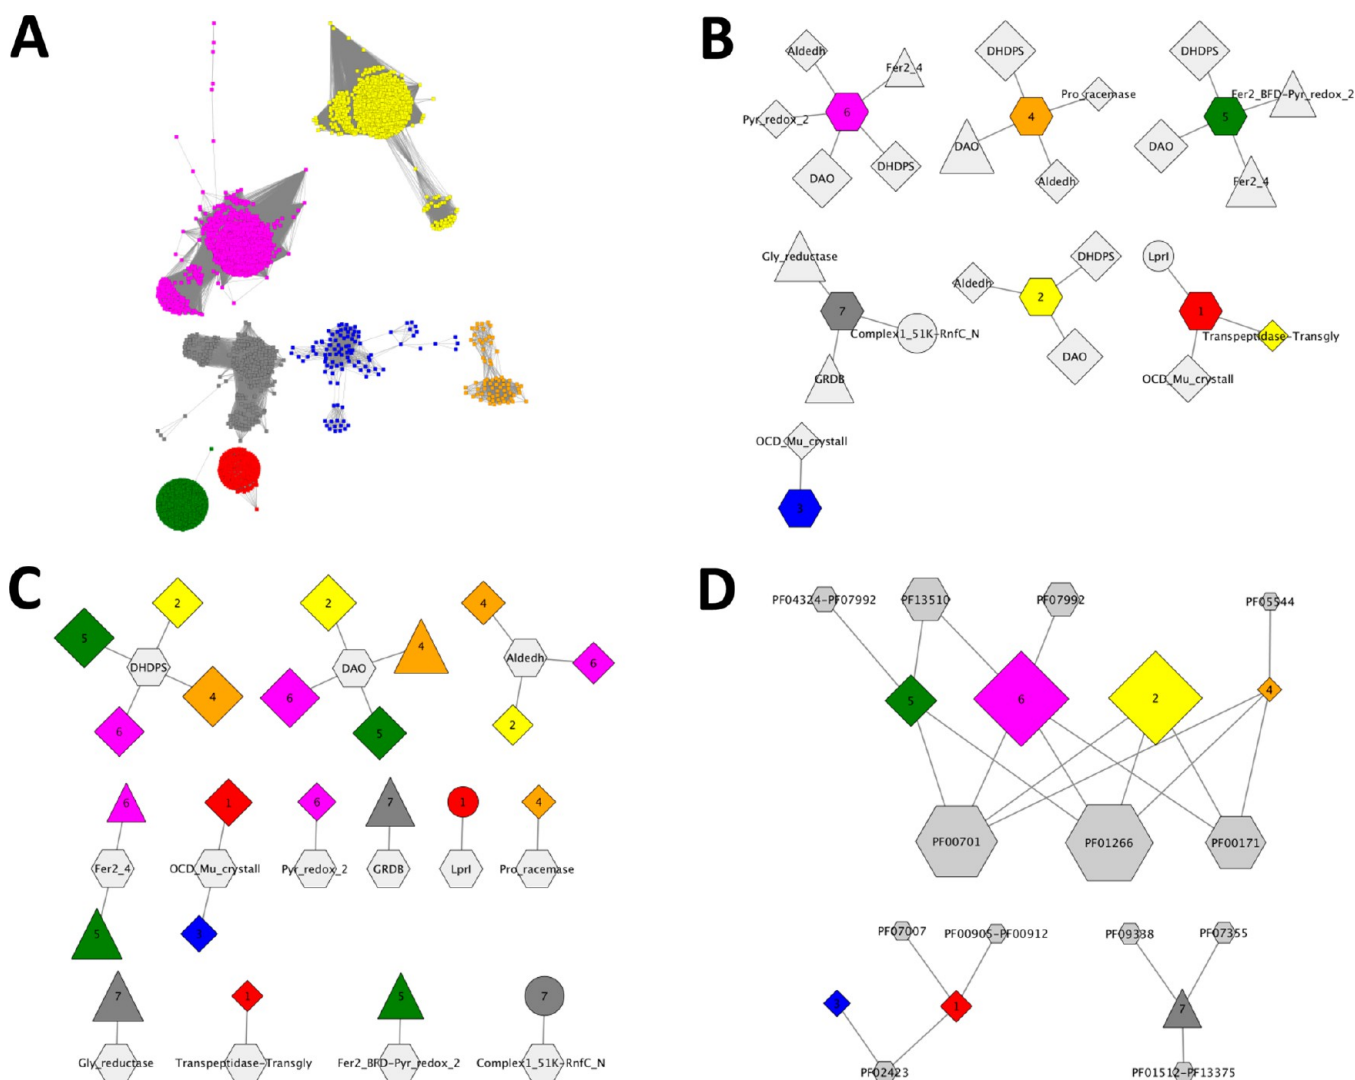 A
B
Aldedh
Fer2_4
6
Pyr_redox_2
DAO
DHDPS
DHDPS
Pro_racemase
4
DAO
Aldedh
DHDPS
Fer2_BFD-Pyr_redox_2
5
DAO
Fer2_4
Gly_reductase
7
Complex1_51K-RnfC_N
GRDB
DHDPS
Aldedh
2
DAO
LprI
1
Transpeptidase-Transgly
OCD_Mu_crystall
OCD_Mu_crystall
3
C
2
5
DHDPS
4
6
2
4
DAO
6
5
4
Aldedh
6
2
6
1
6
7
1
4
Fer2_4
OCD_Mu_crystall
Pyr_redox_2
GRDB
LprI
Pro_racemase
5
3
7
1
5
7
Gly_reductase
Transpeptidase-Transgly
Fer2_BFD-Pyr_redox_2
Complex1_51K-RnfC_N
D
PF04324-PF07992
PF13510
PF07992
PF05544
5
6
2
4
PF00701
PF01266
PF00171
PF07007
PF00905-PF00912
PF09338
PF07355
3
1
7
PF02423
PF01512-PF13375